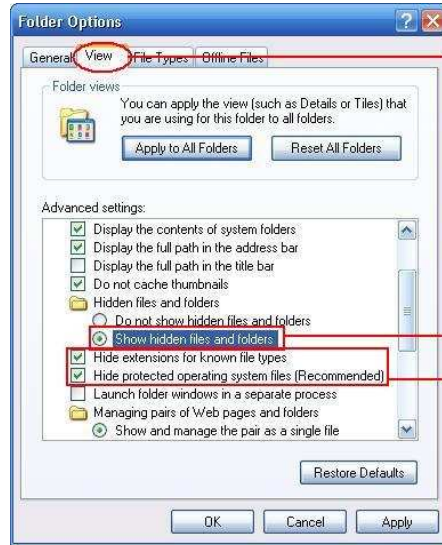 Folder Options
General View File Types Offline Files
Folder views
You can apply the view (such as Details or Tiles) that
you are using for this folder to all folders.
Apply to All Folders Reset All Folders
Advanced settings:
Display the contents of system folders
Display the full path in the address bar
Display the full path in the title bar
Do not cache thumbnails
Hidden files and folders
Do not show hidden files and folders
Show hidden files and folders
Hide extensions for known file types
Hide protected operating system files (Recommended)
Launch folder windows in a separate process
Managing pairs of Web pages and folders
Show and manage the pair as a single file
Restore Defaults
OK Cancel Apply